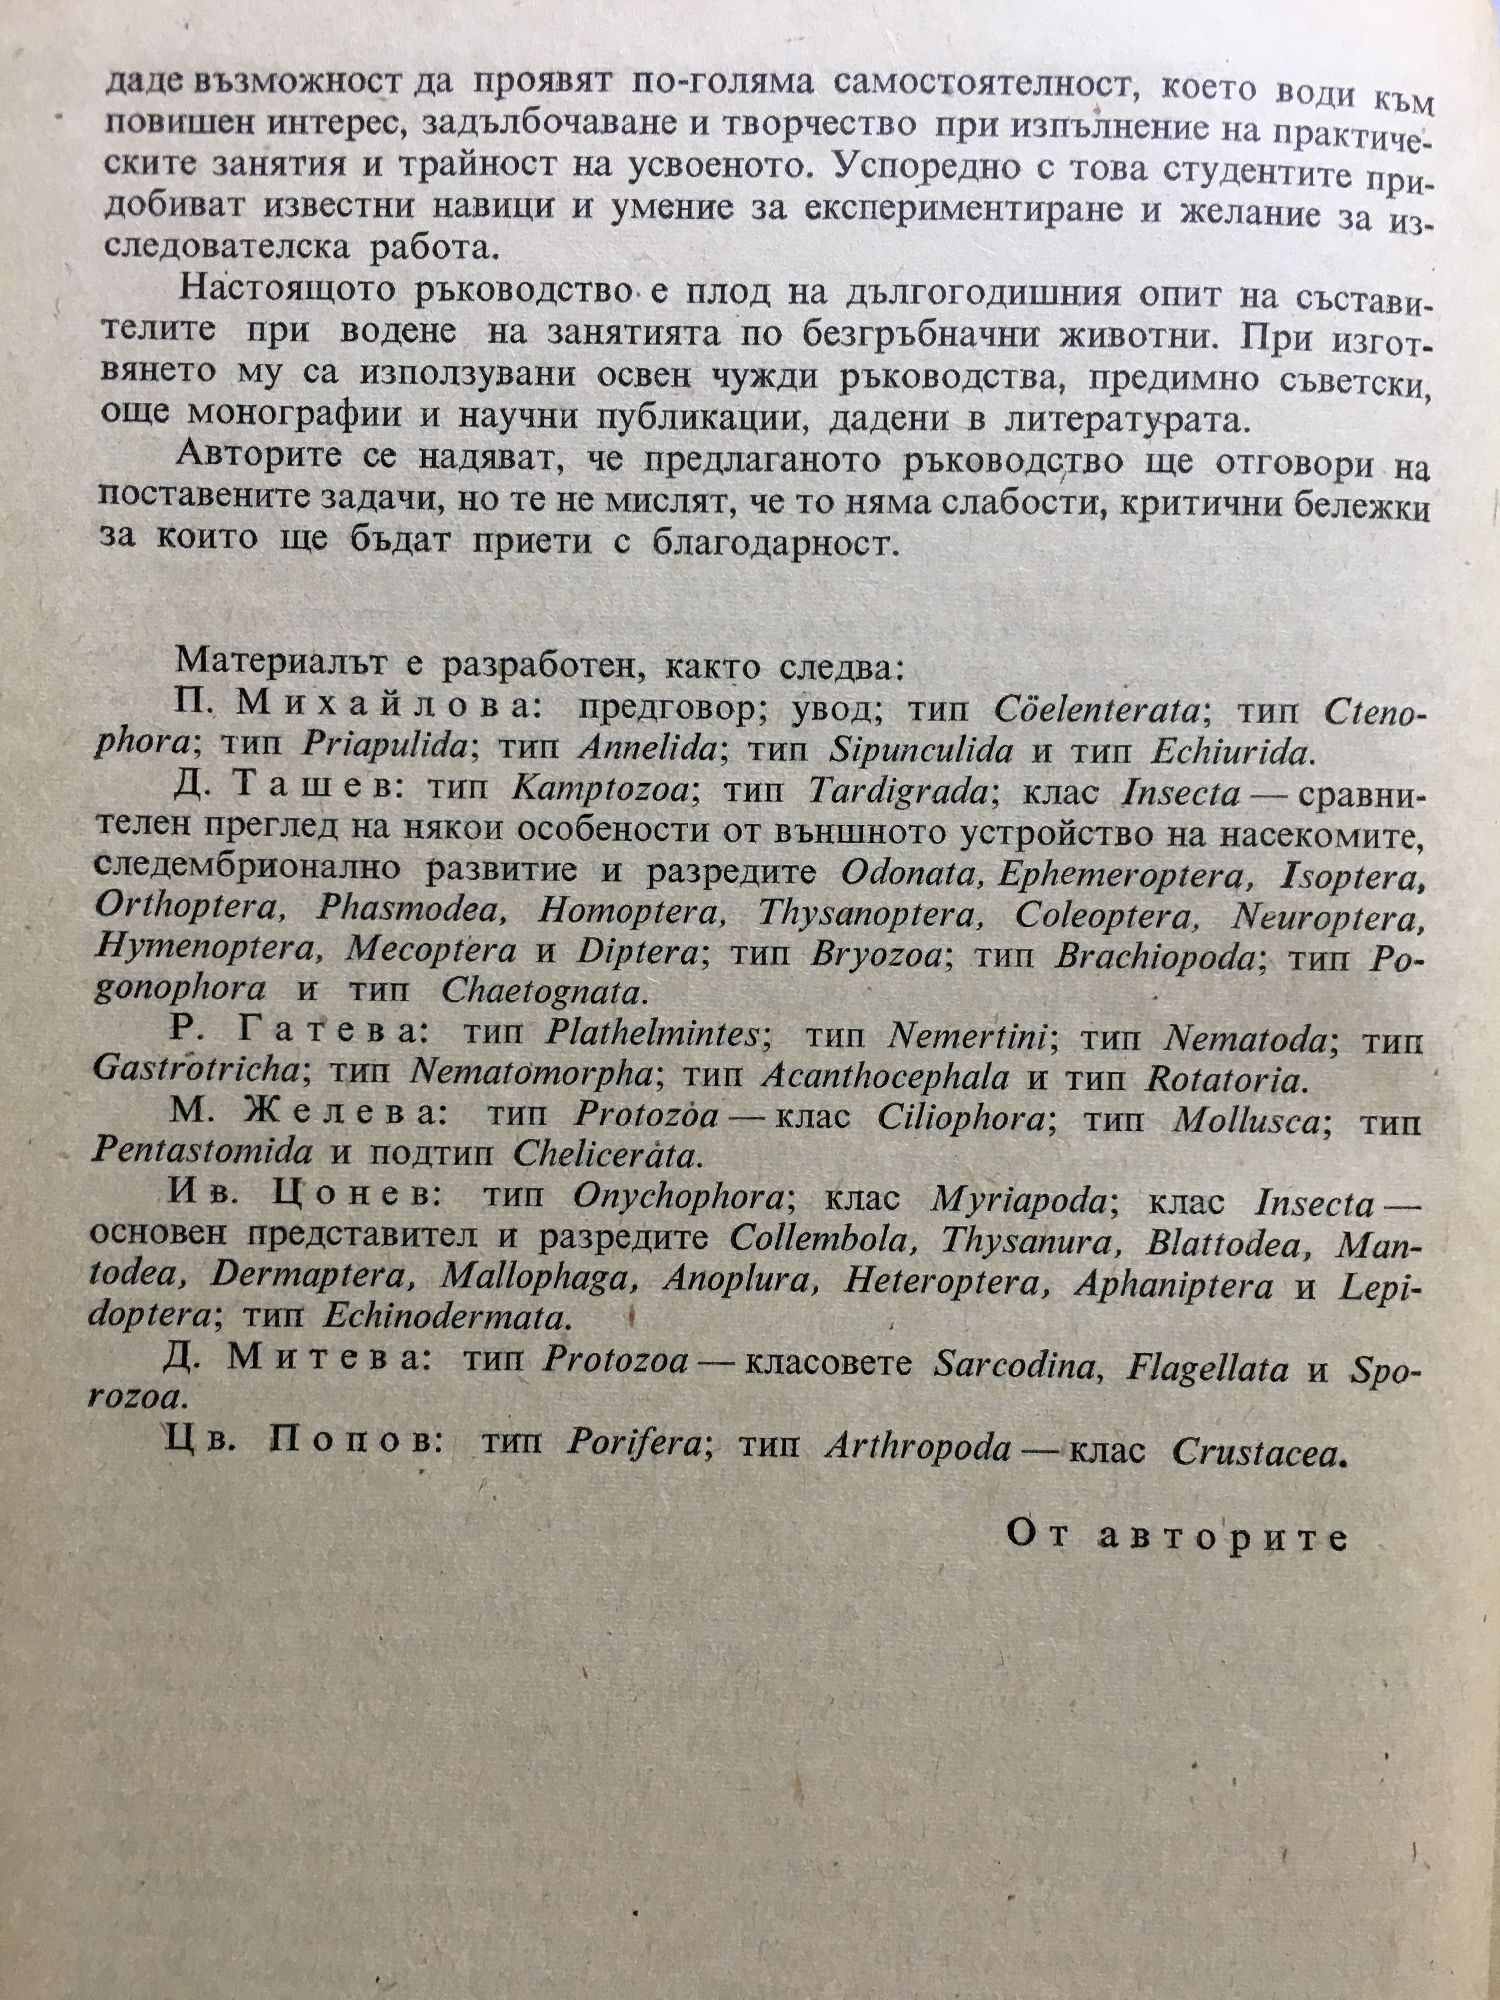 даде възможност да проявят по-голяма самостоятелност, което води към
повишен интерес, задълбочаване и творчество при изпълнение на практиче-
ските занятия и трайност на усвоеното. Успоредно с това студентите при-
добиват известни навици и умение за експериментиране и желание за из-
следователска работа.
Настоящото ръководство е плод на дългогодишния опит на състави-
телите при водене на занятията по безгръбначни животни. При изгот-
вянето му са използувани освен чужди ръководства, предимно съветски,
още монографии и научни публикации, дадени в литературата.
Авторите се надяват, че предлаганото ръководство ще отговори на
поставените задачи, но те не мислят, че то няма слабости, критични бележки
за които ще бъдат приети с благодарност.
Материалът е разработен, както следва:
П. Михайлова: предговор; увод; тип Cöelenterata; тип Cteno-
phora; тип Priapulida; тип Annelida; тип Sipunculida и тип Echiurida.
Д. Ташев: тип Kamptozoa; тип Tardigrada; клас Insecta — сравни-
телен преглед на някои особености от външното устройство на насекомите,
следембрионално развитие и разредите Odonata, Ephemeroptera, Isoptera,
Orthoptera, Phasmodea, Homoptera, Thysanoptera, Coleoptera, Neuroptera,
Hymenoptera, Mecoptera и Diptera; тип Bryozoa; тип Brachiopoda; тип Po-
gonophora и тип Chaetognata.
Р. Гатева: тип Plathelmintes; тип Nemertini; тип Nematoda; тип
Gastrotricha; тип Nematomorpha; тип Acanthocephala и тип Rotatoria.
М. Желева: тип Protozoa — клас Ciliophora; тип Mollusca; тип
Pentastomida и подтип Chelicerata.
Ив. Цонев: тип Onychophora; клас Myriapoda; клас Insecta —
основен представител и разредите Collembola, Thysanura, Blattodea, Man-
todea, Dermaptera, Mallophaga, Anoplura, Heteroptera, Aphaniptera и Lepi-
doptera; тип Echinodermata.
Д. Митева: тип Protozoa — класовете Sarcodina, Flagellata и Spo-
rozoa.
Цв. Попов: тип Porifera; тип Arthropoda — клас Crustacea.
От авторите